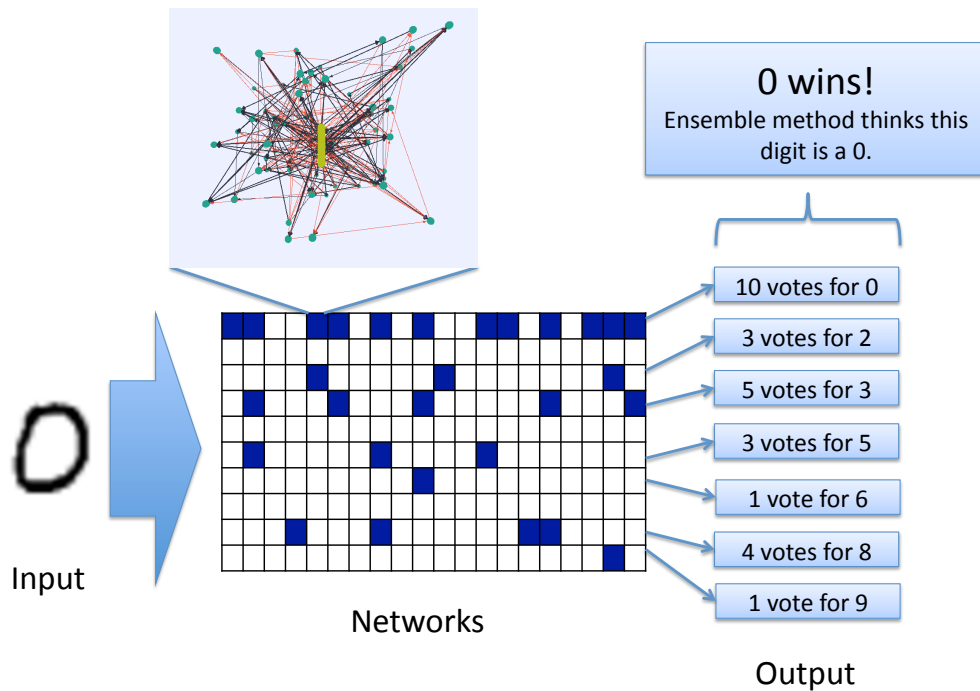 0 wins!
Ensemble method thinks this
digit is a 0.
10 votes for 0
3 votes for 2
5 votes for 3
3 votes for 5
1 vote for 6
4 votes for 8
1 vote for 9
0
Input
Networks
Output